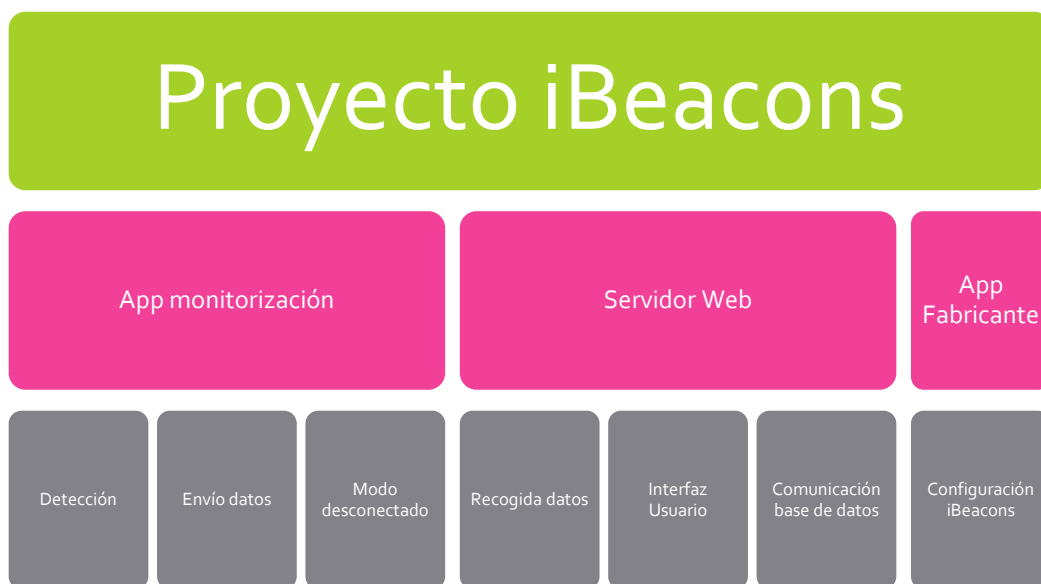 Proyecto iBeacons
App monitorización
Servidor Web
App
Fabricante
Detección
Envío datos
Modo
desconectado
Recogida datos
Interfaz
Usuario
Comunicación
base de datos
Configuración
iBeacons